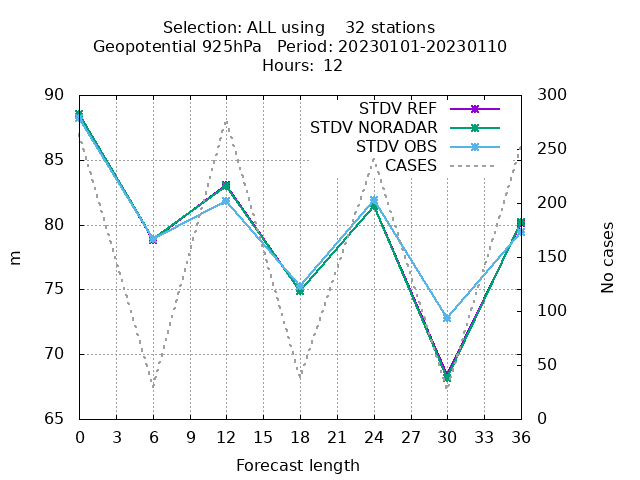 Selection: ALL using    32 stations
Geopotential 925hPa   Period: 20230101-20230110
Hours: 12
STDV REF
STDV NORADAR
STDV OBS
CASES
90
85
80
75
70
65
m
300
250
200
150
100
50
0
No cases
0 3 6 9 12 15 18 21 24 27 30 33 36
Forecast length